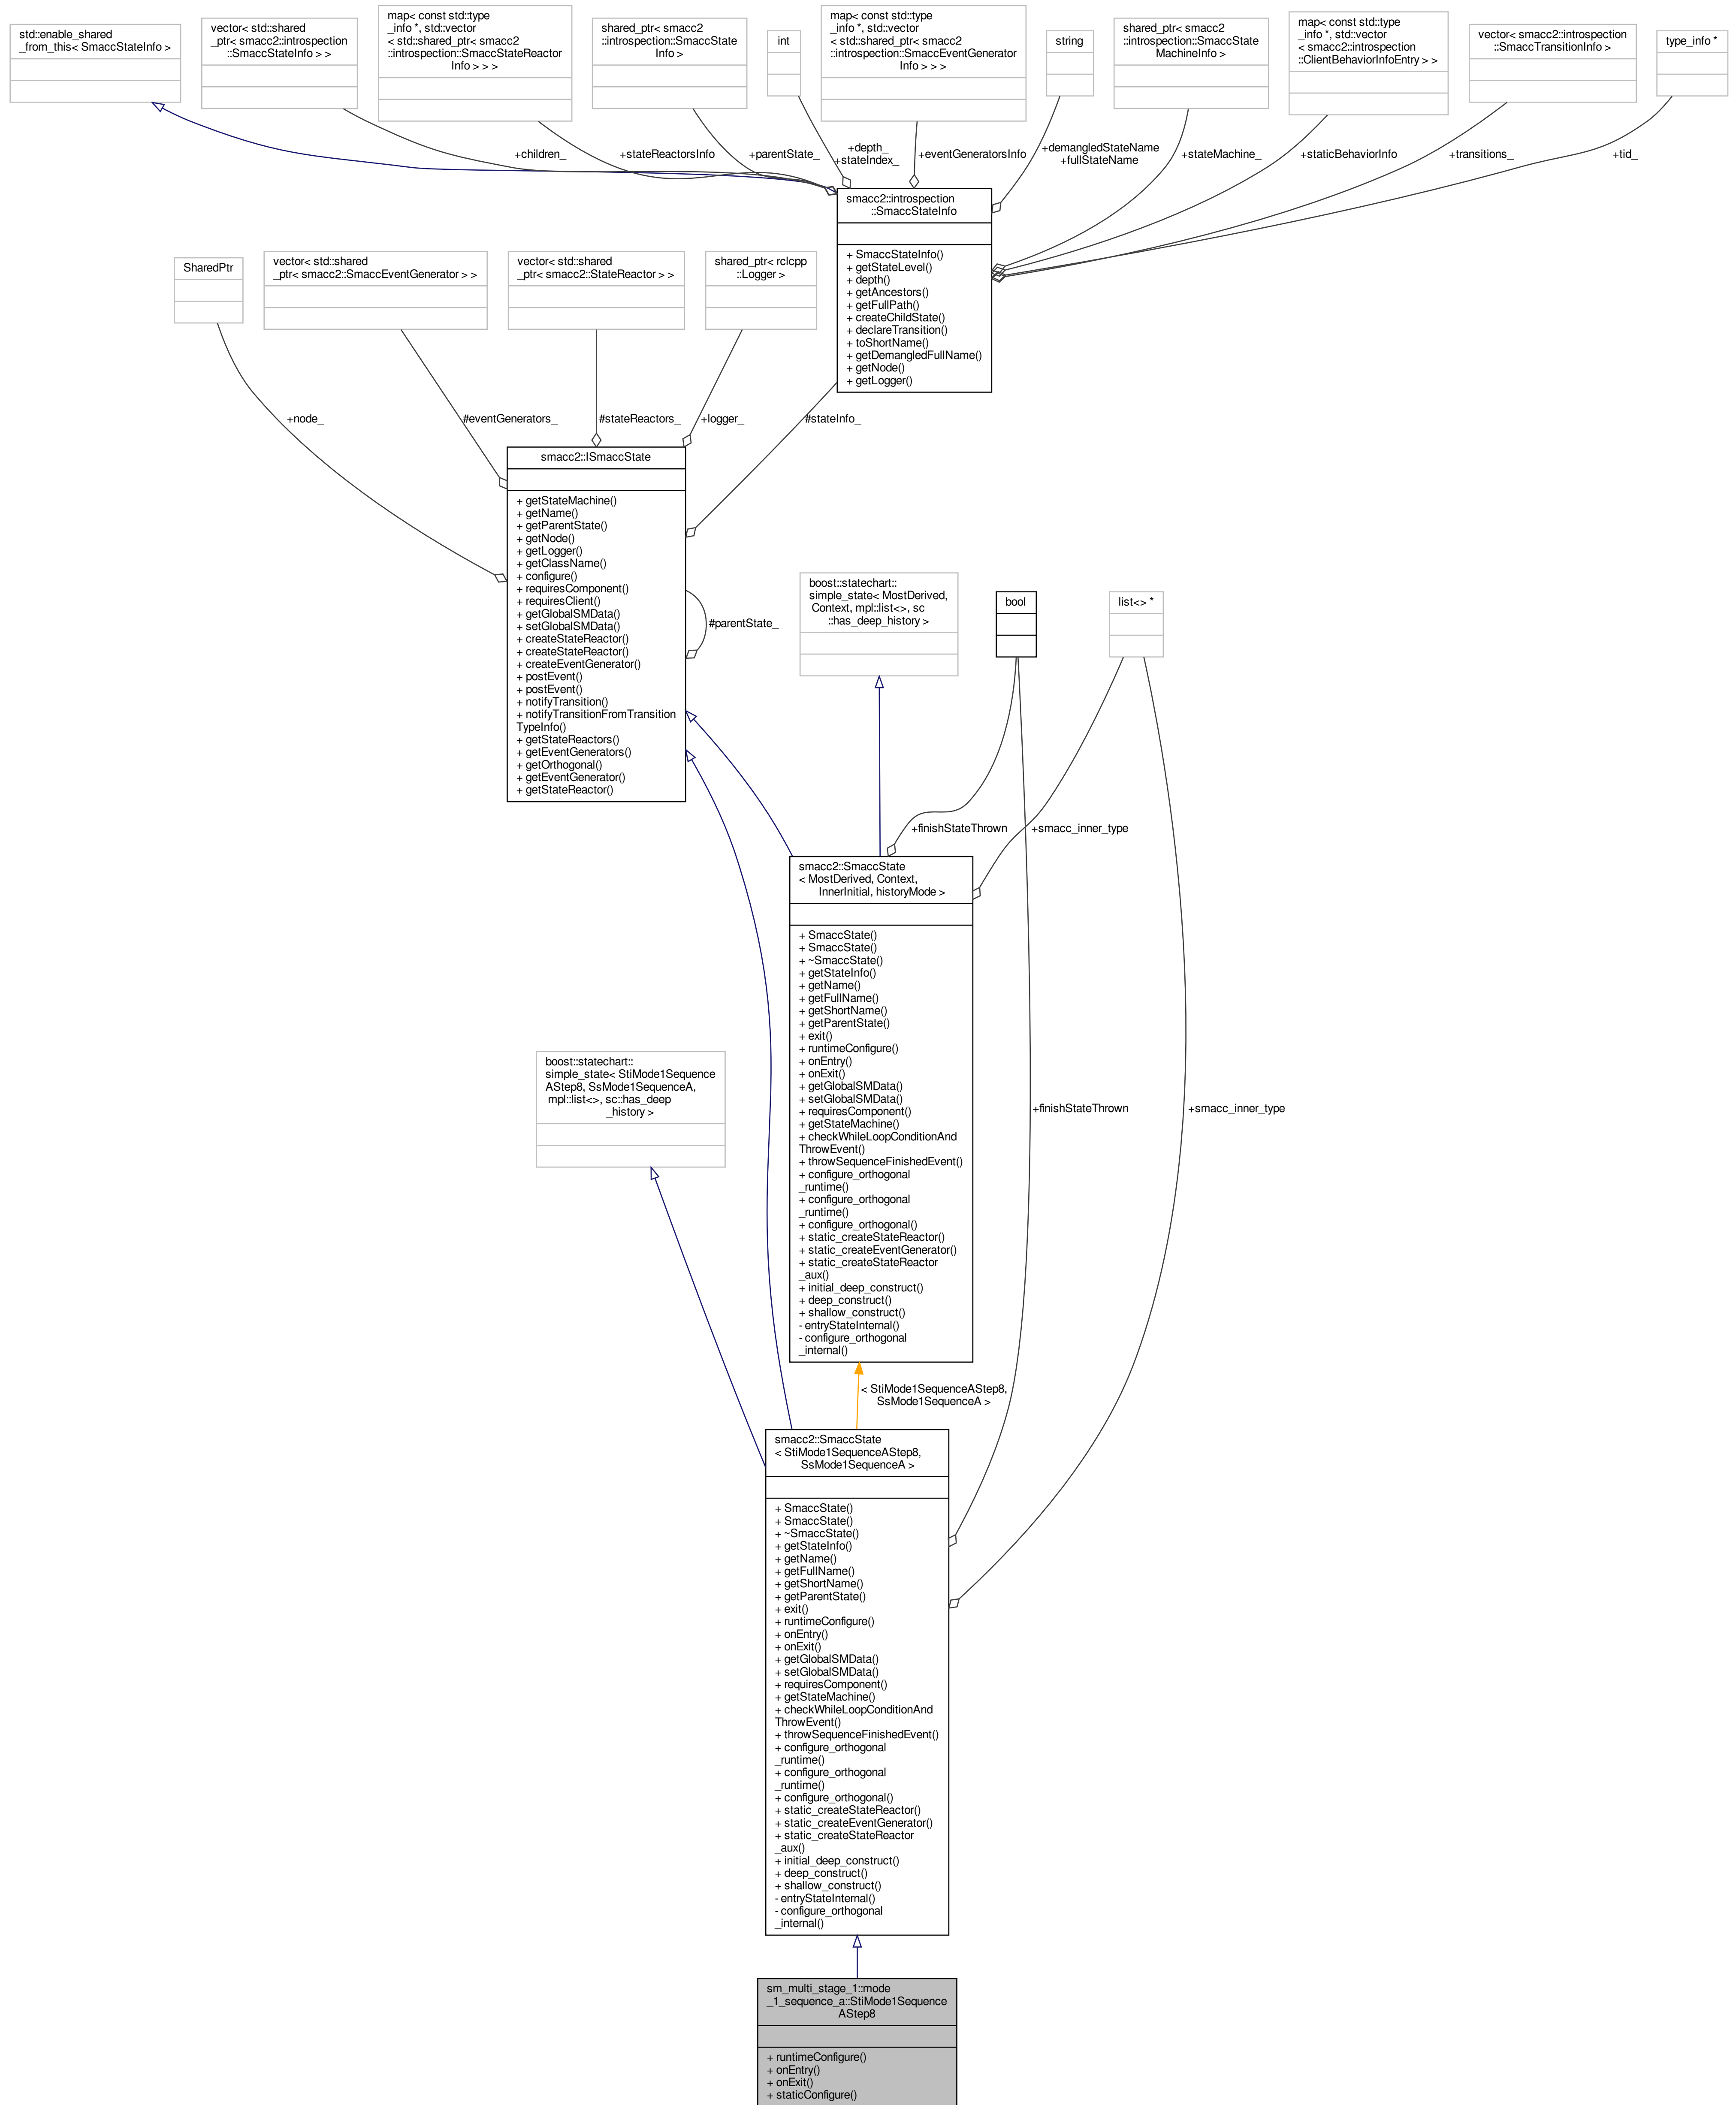 std::enable_shared
_from_this< SmaccStateInfo >
vector< std::shared
_ptr< smacc2::introspection
::SmaccStateInfo > >
map< const std::type
_info *, std::vector
< std::shared_ptr< smacc2
::introspection::SmaccStateReactor
Info > > >
shared_ptr< smacc2
::introspection::SmaccState
Info >
int
map< const std::type
_info *, std::vector
< std::shared_ptr< smacc2
::introspection::SmaccEventGenerator
Info > > >
string
shared_ptr< smacc2
::introspection::SmaccState
MachineInfo >
map< const std::type
_info *, std::vector
< smacc2::introspection
::ClientBehaviorInfoEntry > >
vector< smacc2::introspection
::SmaccTransitionInfo >
type_info *
+children_
+stateReactorsInfo
+parentState_
+depth_
+stateIndex_
+eventGeneratorsInfo
+demangledStateName
+fullStateName
+stateMachine_
+staticBehaviorInfo
+transitions_
+tid_
smacc2::introspection
::SmaccStateInfo
+ SmaccStateInfo()
+ getStateLevel()
+ depth()
+ getAncestors()
+ getFullPath()
+ createChildState()
+ declareTransition()
+ toShortName()
+ getDemangledFullName()
+ getNode()
+ getLogger()
SharedPtr
vector< std::shared
_ptr< smacc2::SmaccEventGenerator > >
vector< std::shared
_ptr< smacc2::StateReactor > >
shared_ptr< rclcpp
::Logger >
+node_
#eventGenerators_
#stateReactors_
+logger_
#stateInfo_
smacc2::ISmaccState
+ getStateMachine()
+ getName()
+ getParentState()
+ getNode()
+ getLogger()
+ getClassName()
+ configure()
+ requiresComponent()
+ requiresClient()
+ getGlobalSMData()
+ setGlobalSMData()
+ createStateReactor()
+ createStateReactor()
+ createEventGenerator()
+ postEvent()
+ postEvent()
+ notifyTransition()
+ notifyTransitionFromTransition
TypeInfo()
+ getStateReactors()
+ getEventGenerators()
+ getOrthogonal()
+ getEventGenerator()
+ getStateReactor()
#parentState_
boost::statechart::
simple_state< MostDerived,
Context, mpl::list<>, sc
::has_deep_history >
bool
list<> *
+finishStateThrown
+smacc_inner_type
smacc2::SmaccState
< MostDerived, Context,
InnerInitial, historyMode >
+ SmaccState()
+ SmaccState()
+ ~SmaccState()
+ getStateInfo()
+ getName()
+ getFullName()
+ getShortName()
+ getParentState()
+ exit()
+ runtimeConfigure()
+ onEntry()
+ onExit()
+ getGlobalSMData()
+ setGlobalSMData()
+ requiresComponent()
+ getStateMachine()
+ checkWhileLoopConditionAnd
ThrowEvent()
+ throwSequenceFinishedEvent()
+ configure_orthogonal
_runtime()
+ configure_orthogonal
_runtime()
+ configure_orthogonal()
+ static_createStateReactor()
+ static_createEventGenerator()
+ static_createStateReactor
_aux()
+ initial_deep_construct()
+ deep_construct()
+ shallow_construct()
- entryStateInternal()
- configure_orthogonal
_internal()
boost::statechart::
simple_state< StiMode1Sequence
AStep8, SsMode1SequenceA,
mpl::list<>, sc::has_deep
_history >
+finishStateThrown
+smacc_inner_type
< StiMode1SequenceAStep8,
SsMode1SequenceA >
smacc2::SmaccState
< StiMode1SequenceAStep8,
SsMode1SequenceA >
+ SmaccState()
+ SmaccState()
+ ~SmaccState()
+ getStateInfo()
+ getName()
+ getFullName()
+ getShortName()
+ getParentState()
+ exit()
+ runtimeConfigure()
+ onEntry()
+ onExit()
+ getGlobalSMData()
+ setGlobalSMData()
+ requiresComponent()
+ getStateMachine()
+ checkWhileLoopConditionAnd
ThrowEvent()
+ throwSequenceFinishedEvent()
+ configure_orthogonal
_runtime()
+ configure_orthogonal
_runtime()
+ configure_orthogonal()
+ static_createStateReactor()
+ static_createEventGenerator()
+ static_createStateReactor
_aux()
+ initial_deep_construct()
+ deep_construct()
+ shallow_construct()
- entryStateInternal()
- configure_orthogonal
_internal()
sm_multi_stage_1::mode
_1_sequence_a::StiMode1Sequence
AStep8
+ runtimeConfigure()
+ onEntry()
+ onExit()
+ staticConfigure()